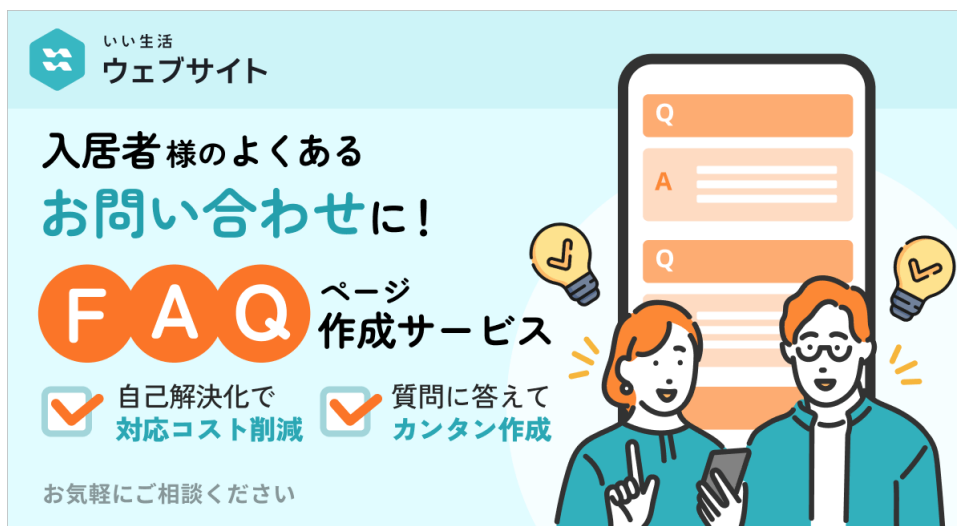 いい生活
ウェブサイト
入居者様のよくある
お問い合わせに！
FAQ
ページ
作成サービス
自己解決化で
対応コスト削減
質問に答えて
カンタン作成
お気軽にご相談ください
Q
A
Q